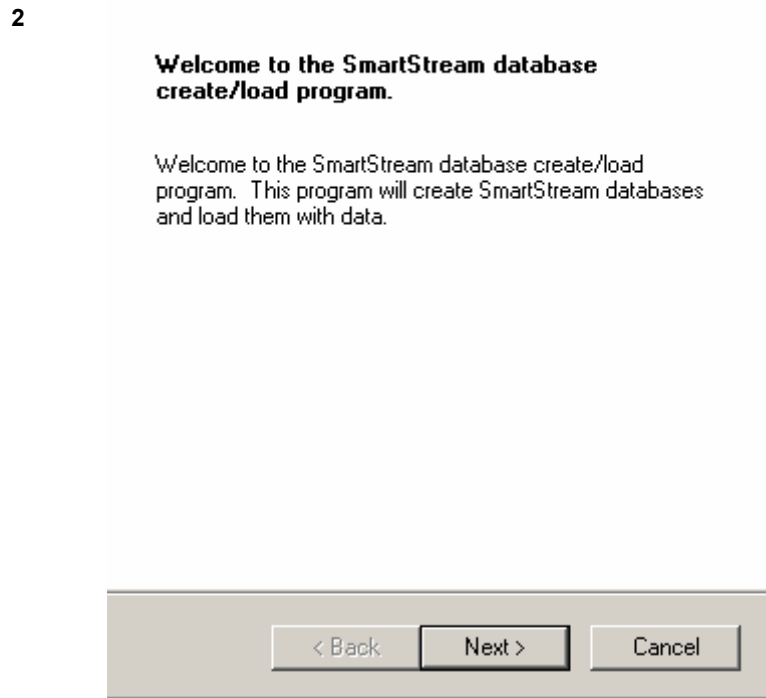 2
Welcome to the SmartStream database
create/load program.
Welcome to the SmartStream database create/load
program.  This program will create SmartStream databases
and load them with data.
< Back
Next >
Cancel